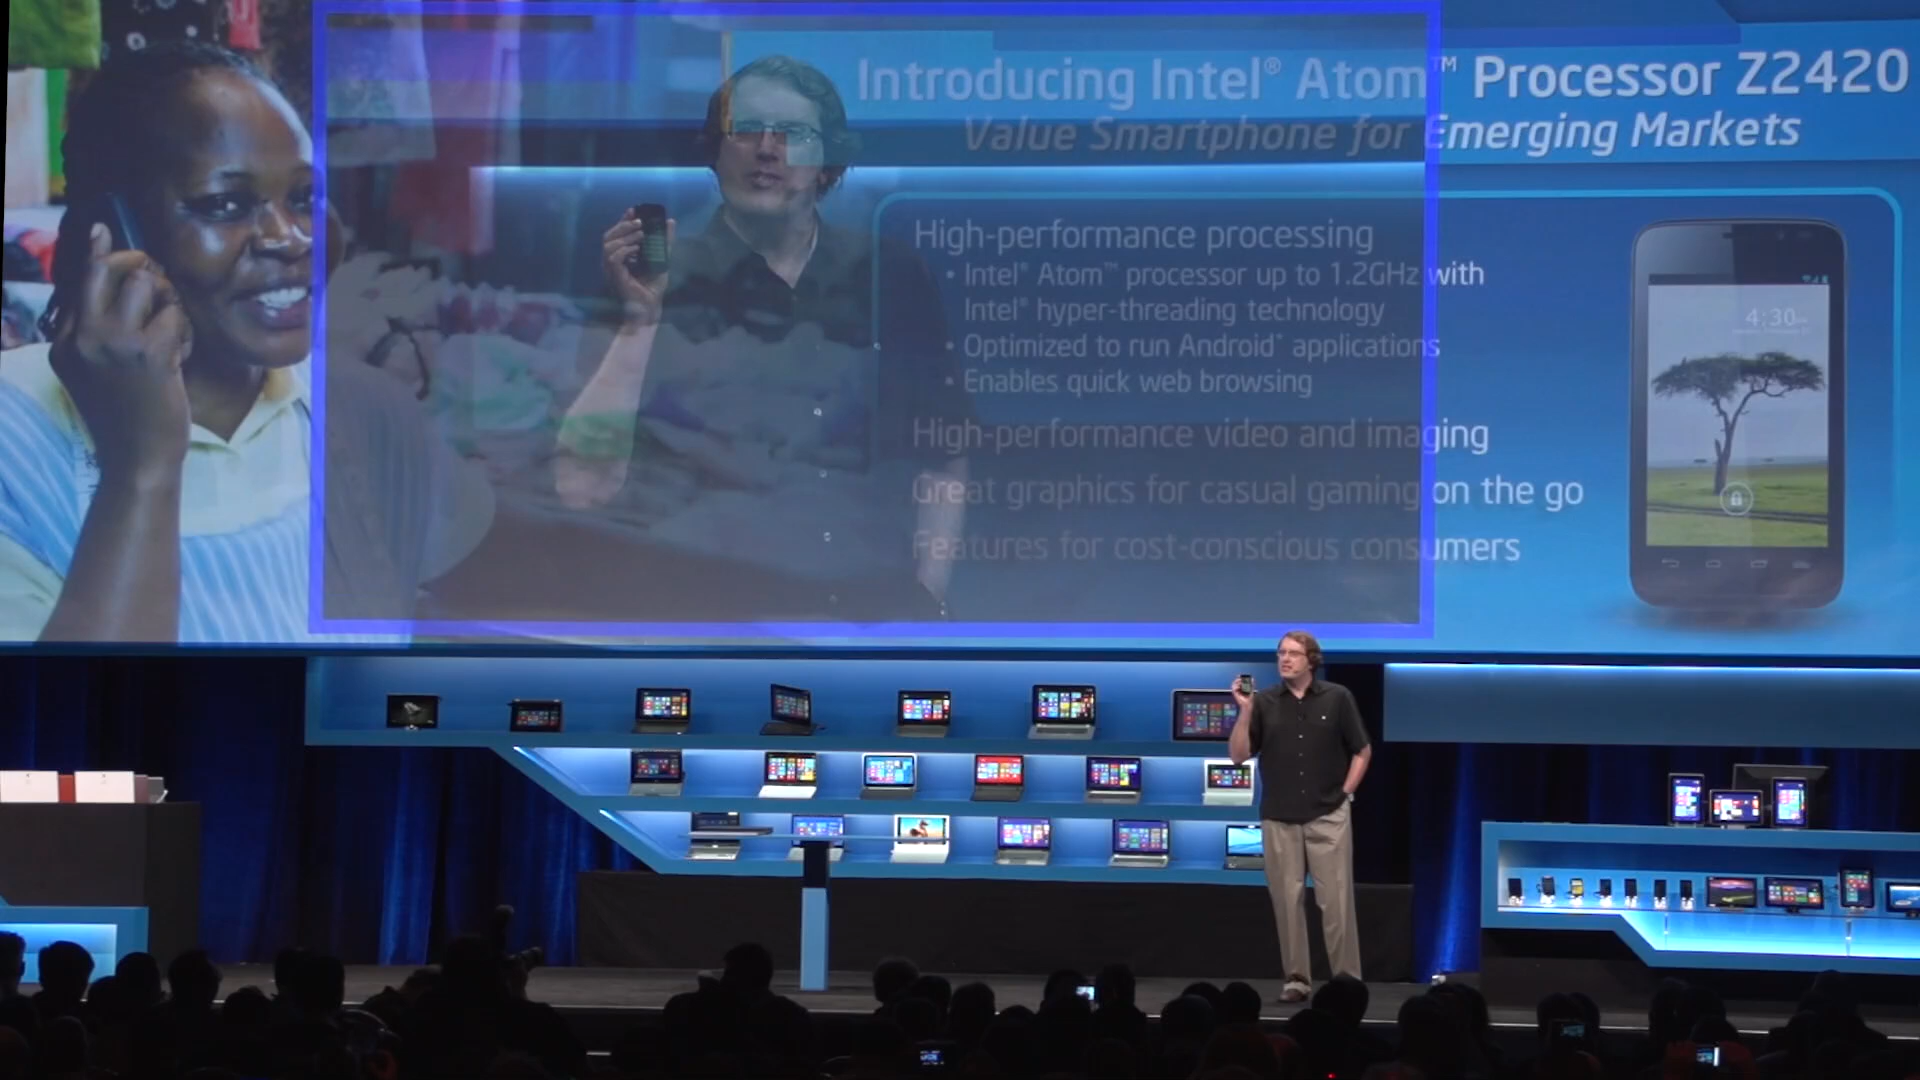 Introducing Intel® Atom™ Processor Z2420
Value Smartphone for Emerging Markets
High-performance processing
• Intel® Atom™ processor up to 1.2GHz with
Intel® hyper-threading technology
• Optimized to run Android* applications
• Enables quick web browsing
High-performance video and imaging
Great graphics for casual gaming on the go
Features for cost-conscious consumers
4:30